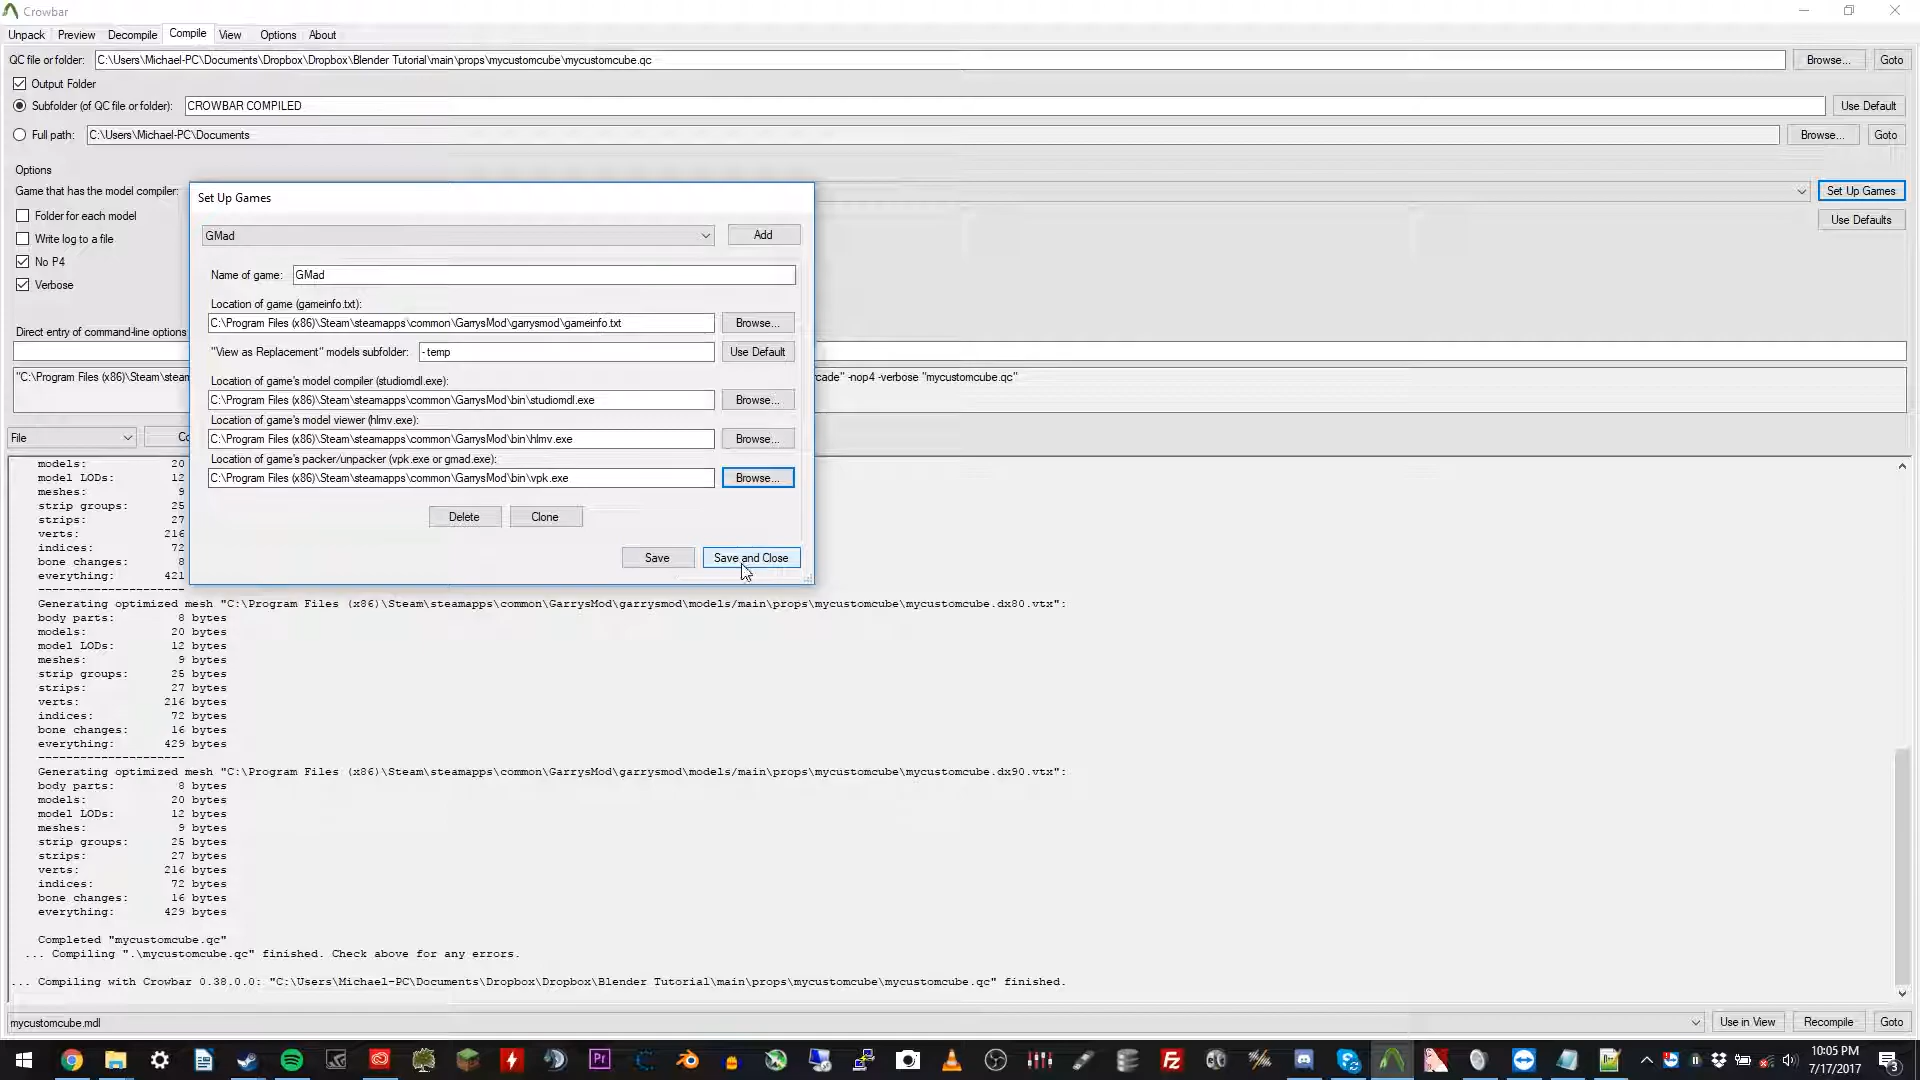 Crowbar
Unpack Preview Decompile Compile View Options About
QC file or folder: C:\Users\Michael-PC\Documents\Dropbox\Dropbox\Blender Tutorial\main\props\mycustomcube\mycustomcube.qc Browse... Goto
Output Folder
Subfolder (of QC file or folder): CROWBAR COMPILED Use Default
Full path: C:\Users\Michael-PC\Documents Browse... Goto
Options
Game that has the model compiler: Set Up Games
Folder for each model Use Defaults
Write log to a file
No P4
Verbose
Direct entry of command-line options
"C:\Program Files (x86)\Steam\steam cade" -nop4 -verbose "mycustomcube.qc"
File Co
Set Up Games
GMad Add
Name of game: GMad
Location of game (gameinfo.txt):
C:\Program Files (x86)\Steam\steamapps\common\GarrysMod\garrysmod\gameinfo.txt Browse...
"View as Replacement" models subfolder: -temp Use Default
Location of game's model compiler (studiomdl.exe):
C:\Program Files (x86)\Steam\steamapps\common\GarrysMod\bin\studiomdl.exe Browse...
Location of game's model viewer (hlmv.exe):
C:\Program Files (x86)\Steam\steamapps\common\GarrysMod\bin\hlmv.exe Browse...
Location of game's packer/unpacker (vpk.exe or gmad.exe):
C:\Program Files (x86)\Steam\steamapps\common\GarrysMod\bin\vpk.exe Browse...
Delete Clone
Save Save and Close
models: 20
model LODs: 12
meshes: 9
strip groups: 25
strips: 27
verts: 216
indices: 72
bone changes: 8
everything: 421
---------------------
Generating optimized mesh "C:\Program Files (x86)\Steam\steamapps\common\GarrysMod\garrysmod\models/main\props\mycustomcube\mycustomcube.dx80.vtx":
body parts: 8 bytes
models: 20 bytes
model LODs: 12 bytes
meshes: 9 bytes
strip groups: 25 bytes
strips: 27 bytes
verts: 216 bytes
indices: 72 bytes
bone changes: 16 bytes
everything: 429 bytes
---------------------
Generating optimized mesh "C:\Program Files (x86)\Steam\steamapps\common\GarrysMod\garrysmod\models/main\props\mycustomcube\mycustomcube.dx90.vtx":
body parts: 8 bytes
models: 20 bytes
model LODs: 12 bytes
meshes: 9 bytes
strip groups: 25 bytes
strips: 27 bytes
verts: 216 bytes
indices: 72 bytes
bone changes: 16 bytes
everything: 429 bytes
Completed "mycustomcube.qc"
... Compiling ".\mycustomcube.qc" finished. Check above for any errors.
... Compiling with Crowbar 0.38.0.0: "C:\Users\Michael-PC\Documents\Dropbox\Dropbox\Blender Tutorial\main\props\mycustomcube\mycustomcube.qc" finished.
mycustomcube.mdl Use in View Recompile Goto
Pr
10:05 PM
7/17/2017
3